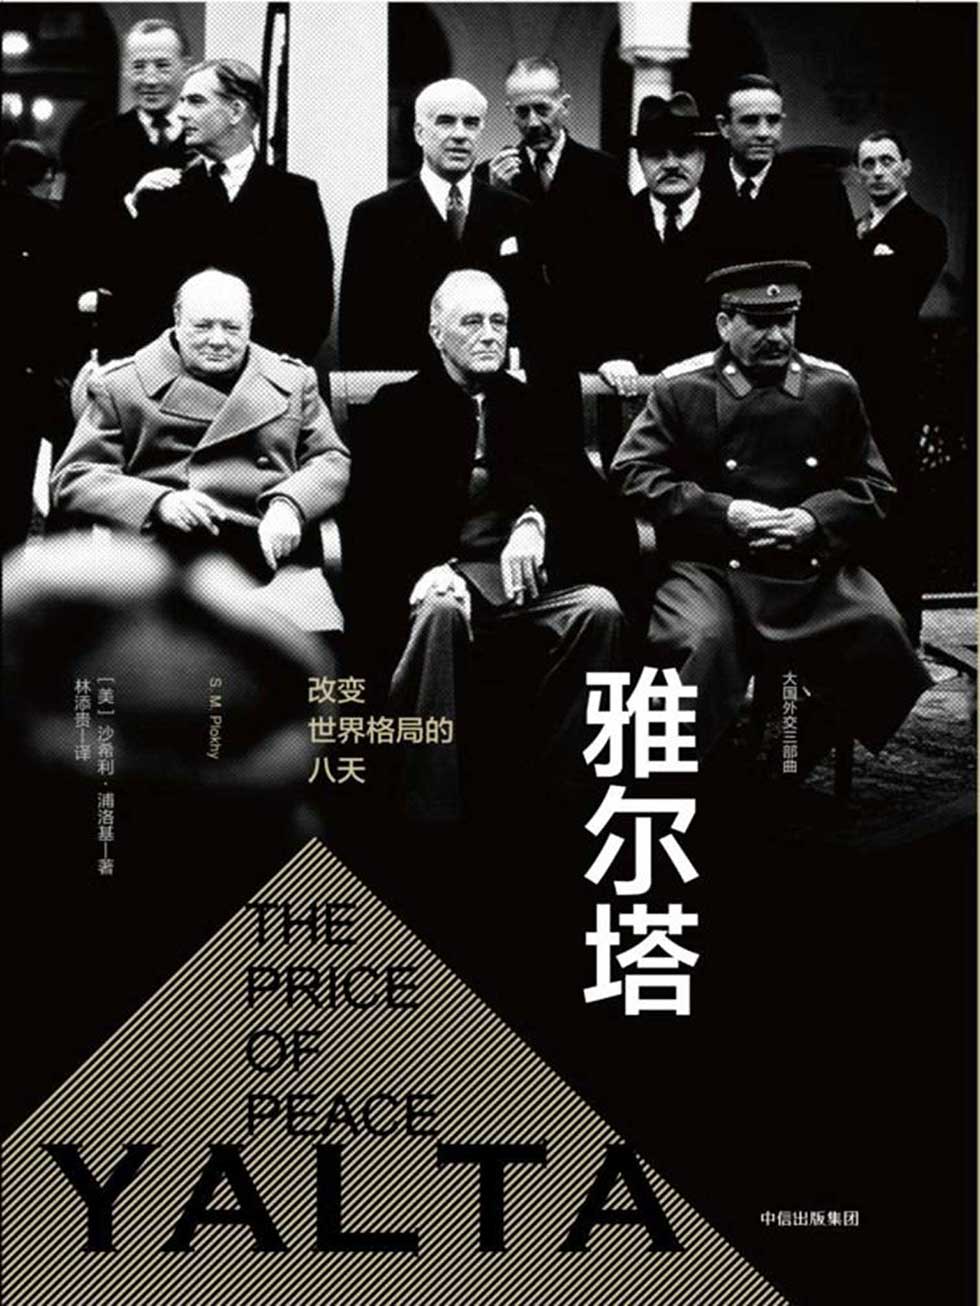 大国外交三部曲
雅尔塔
改变
世界格局的
八天
S. M. Plokhy
[美] 沙希利·浦洛基—著
林添贵—译
THE
PRICE
OF
PEACE
YALTA
中信出版集团